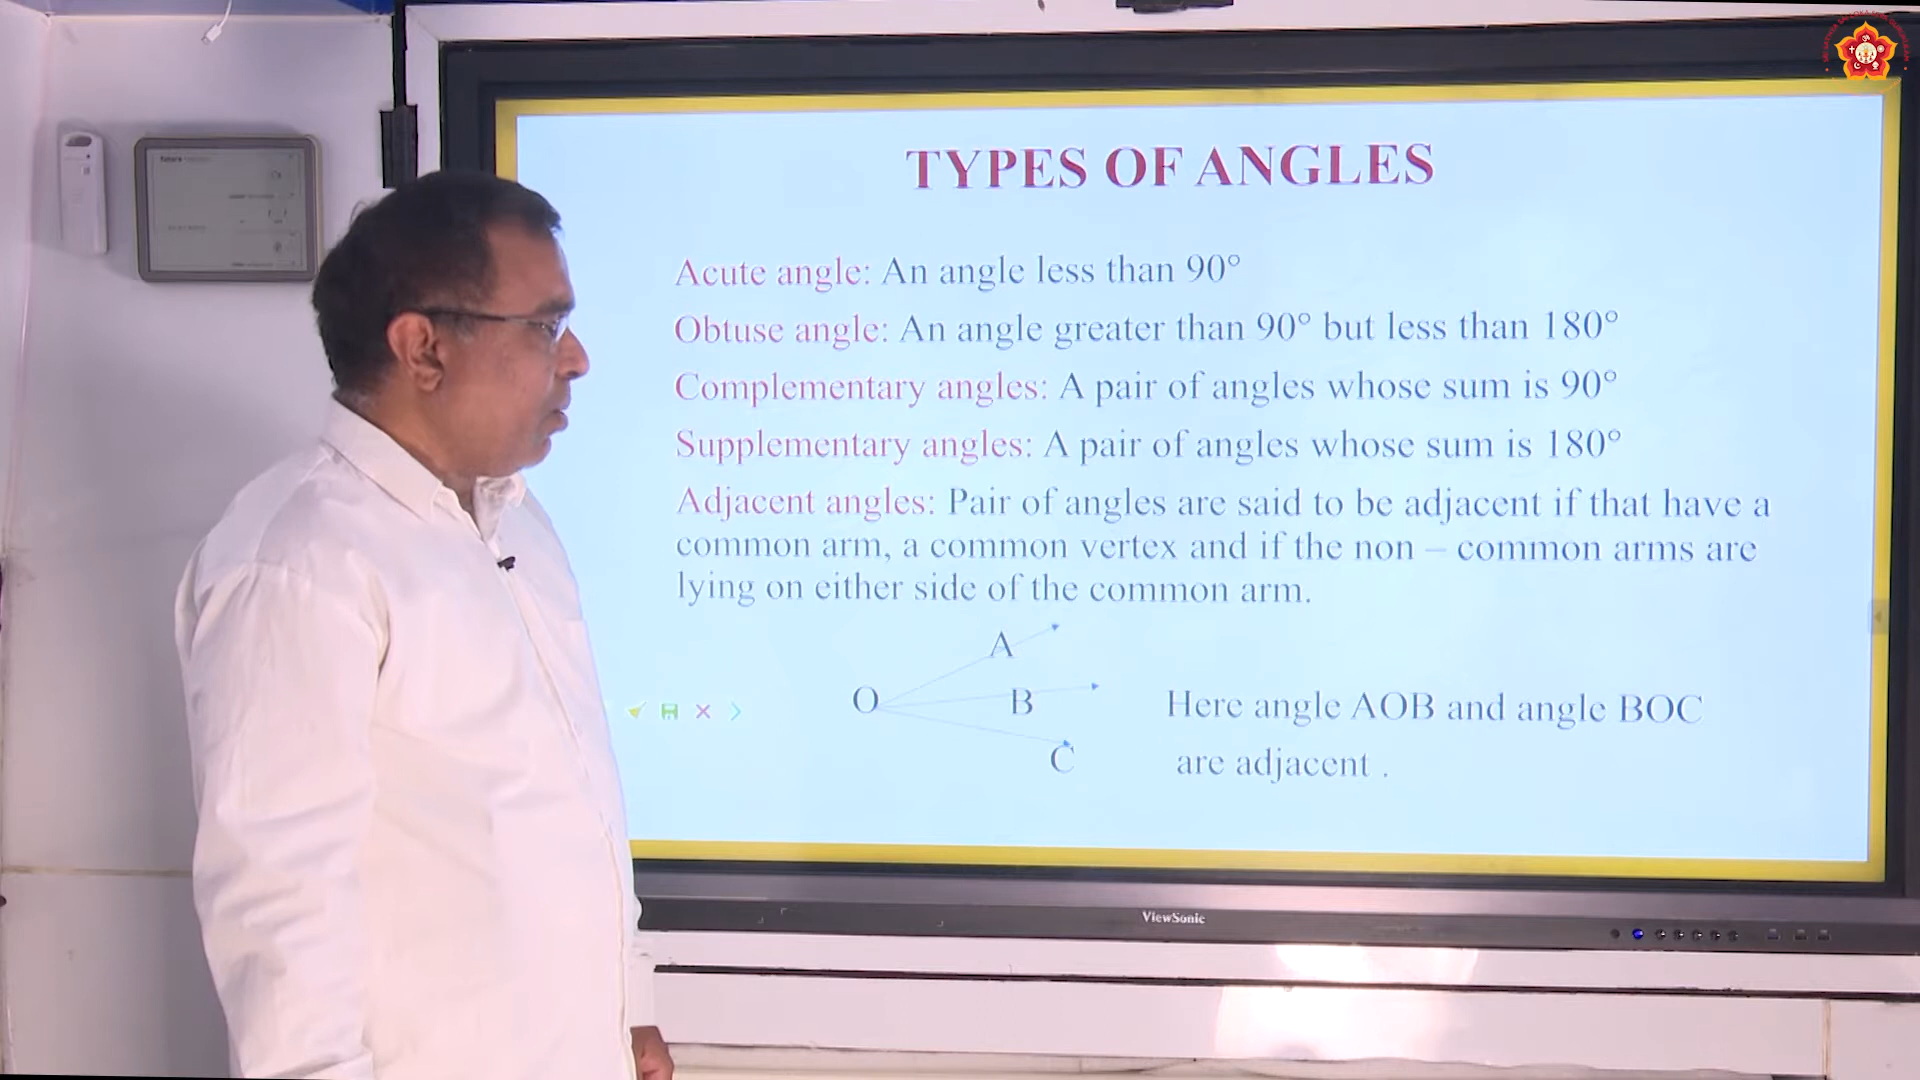 TYPES OF ANGLES
Acute angle: An angle less than 90°
Obtuse angle: An angle greater than 90° but less than 180°
Complementary angles: A pair of angles whose sum is 90°
Supplementary angles: A pair of angles whose sum is 180°
Adjacent angles: Pair of angles are said to be adjacent if that have a
common arm, a common vertex and if the non – common arms are
lying on either side of the common arm.
A
O
B
C
Here angle AOB and angle BOC
are adjacent .
ViewSonic